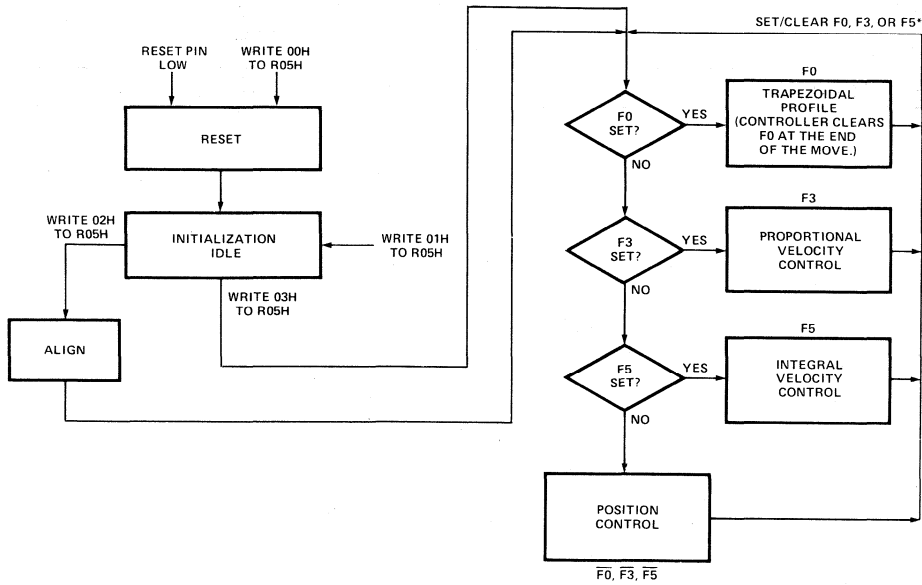 SET/CLEAR F0, F3, OR F5*
RESET PIN
LOW
WRITE 00H
TO R05H
RESET
WRITE 02H
TO R05H
INITIALIZATION
IDLE
WRITE 01H
TO R05H
WRITE 03H
TO R05H
ALIGN
F0
SET?
YES
NO
F0
TRAPEZOIDAL
PROFILE
(CONTROLLER CLEARS
F0 AT THE END
OF THE MOVE.)
F3
SET?
YES
NO
F3
PROPORTIONAL
VELOCITY
CONTROL
F5
SET?
YES
NO
F5
INTEGRAL
VELOCITY
CONTROL
POSITION
CONTROL
F̅0̅, F̅3̅, F̅5̅